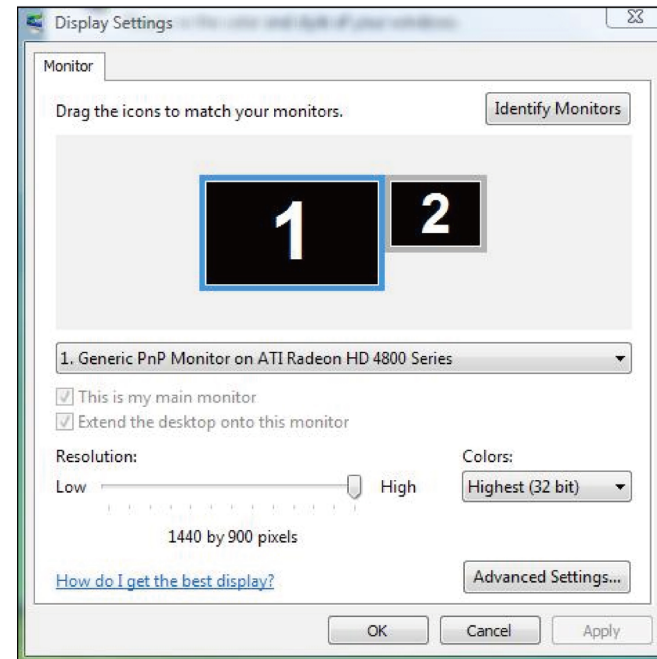 Display Settings
Monitor
Drag the icons to match your monitors.
Identify Monitors
1
2
1. Generic PnP Monitor on ATI Radeon HD 4800 Series
This is my main monitor
Extend the desktop onto this monitor
Resolution:
Colors:
Low
High
Highest (32 bit)
1440 by 900 pixels
How do I get the best display?
Advanced Settings...
OK
Cancel
Apply